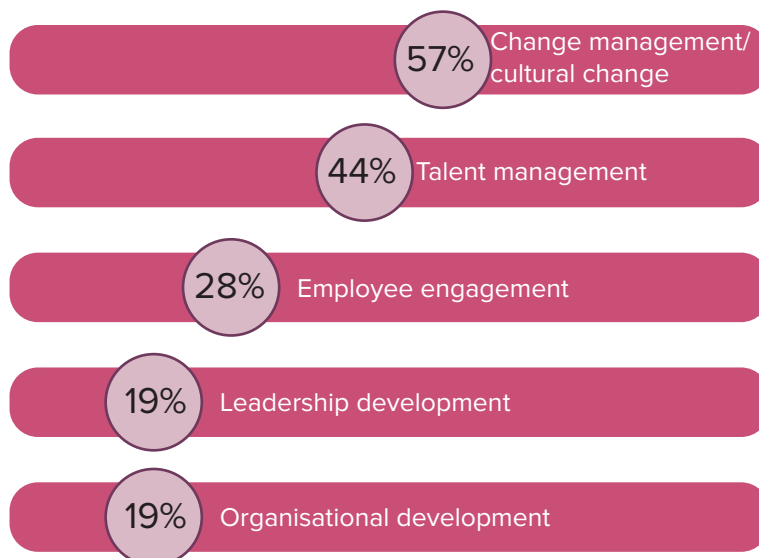 57%
Change management/
cultural change
44%
Talent management
28%
Employee engagement
19%
Leadership development
19%
Organisational development